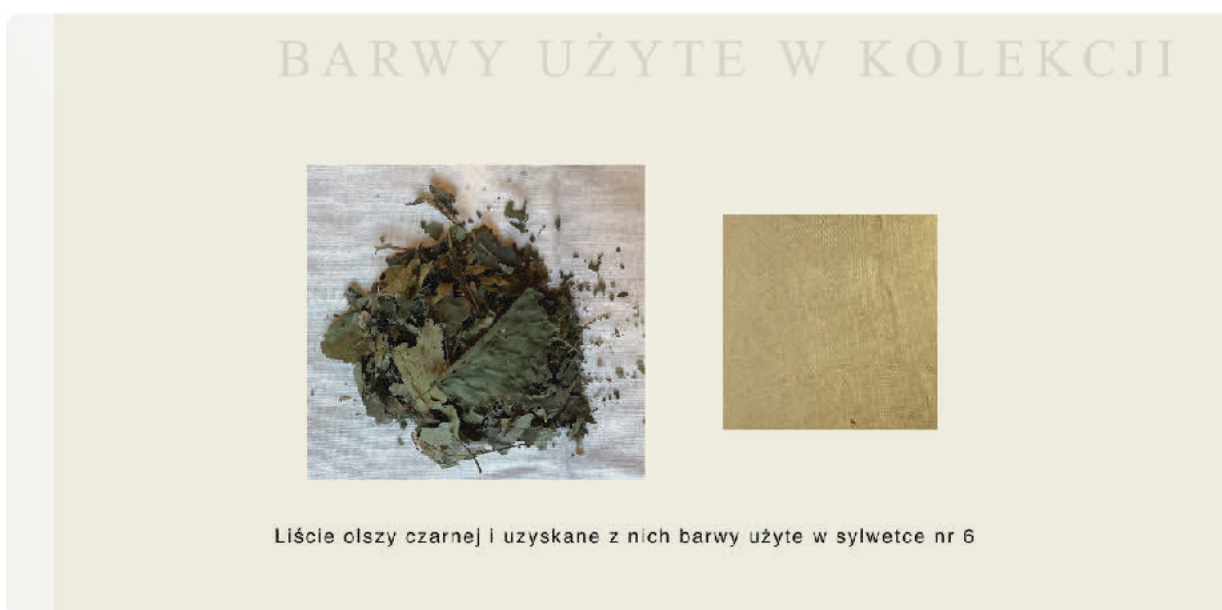 BARWY UŻYTE W KOLEKCJI
Liście olszy czarnej i uzyskane z nich barwy użyte w sylwetce nr 6